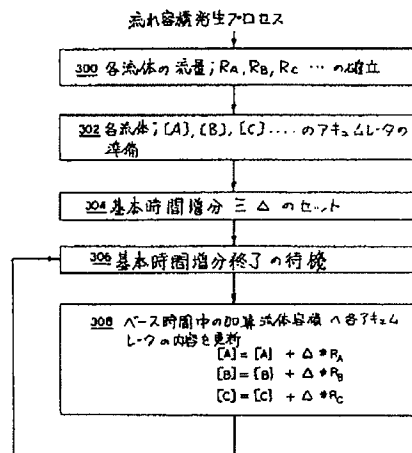 流れ容積発生プロセス
300 各流体の流量; RA, RB, RC ... の確立
302 各流体; [A], [B], [C] .... のアキュムレータの
準備
304 基本時間増分 ≡ △ のセット
306 基本時間増分終了の待機
308 ベース時間中の加算流体容積へ各アキュム
レータの内容を更新
[A] = [A] + △ * RA
[B] = [B] + △ * RB
[C] = [C] + △ * RC